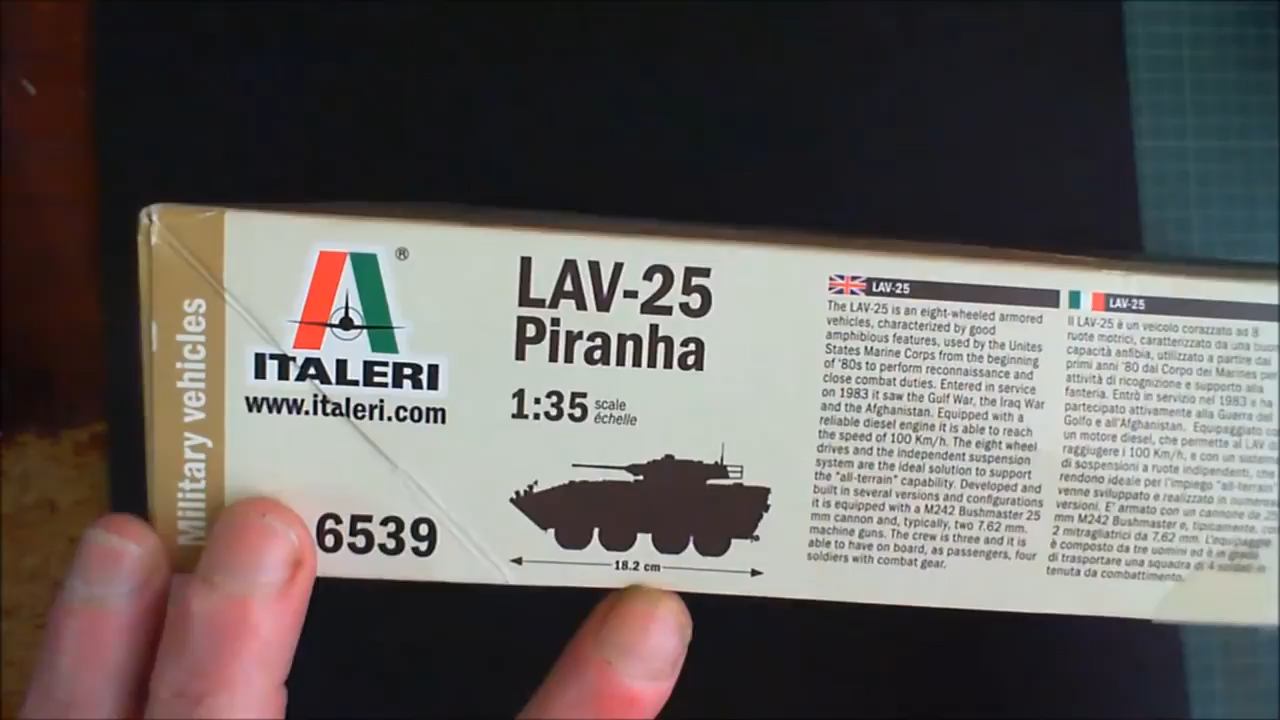 Military vehicles
®
ITALERI
www.italeri.com
6539
LAV-25
Piranha
1:35 scale
échelle
18.2 cm
LAV-25
The LAV-25 is an eight-wheeled armored
vehicles, characterized by good
amphibious features, used by the Unites
States Marine Corps from the beginning
of '80s to perform reconnaissance and
close combat duties. Entered in service
on 1983 it saw the Gulf War, the Iraq War
and the Afghanistan. Equipped with a
reliable diesel engine it is able to reach
the speed of 100 Km/h. The eight wheel
drives and the independent suspension
system are the ideal solution to support
the "all-terrain" capability. Developed and
built in several versions and configurations
it is equipped with a M242 Bushmaster 25
mm cannon and, typically, two 7.62 mm.
machine guns. The crew is three and it is
able to have on board, as passengers, four
soldiers with combat gear.
LAV-25
Il LAV-25 è un veicolo corazzato ad 8
ruote motrici, caratterizzato da una
capacità anfibia, utilizzato a partire dai
primi anni '80 dal Corpo dei Marines per
attività di ricognizione e supporto alla
fanteria. Entrò in servizio nel 1983 e ha
partecipato attivamente alla Guerra del
Golfo e all'Afghanistan. Equipaggiato
un motore diesel, che permette al LAV di
raggiugere i 100 Km/h, e con un sistema
di sospensioni a ruote indipendenti, che
rendono ideale per l'impiego "all-terrain"
venne sviluppato e realizzato in numerose
versioni. E' armato con un cannone da 25
mm M242 Bushmaster e, tipicamente,
2 mitragliatrici da 7,62 mm. L'equipaggio
è composto da tre uomini ed è in grado
di trasportare una squadra di 4 soldati in
tenuta da combattimento.